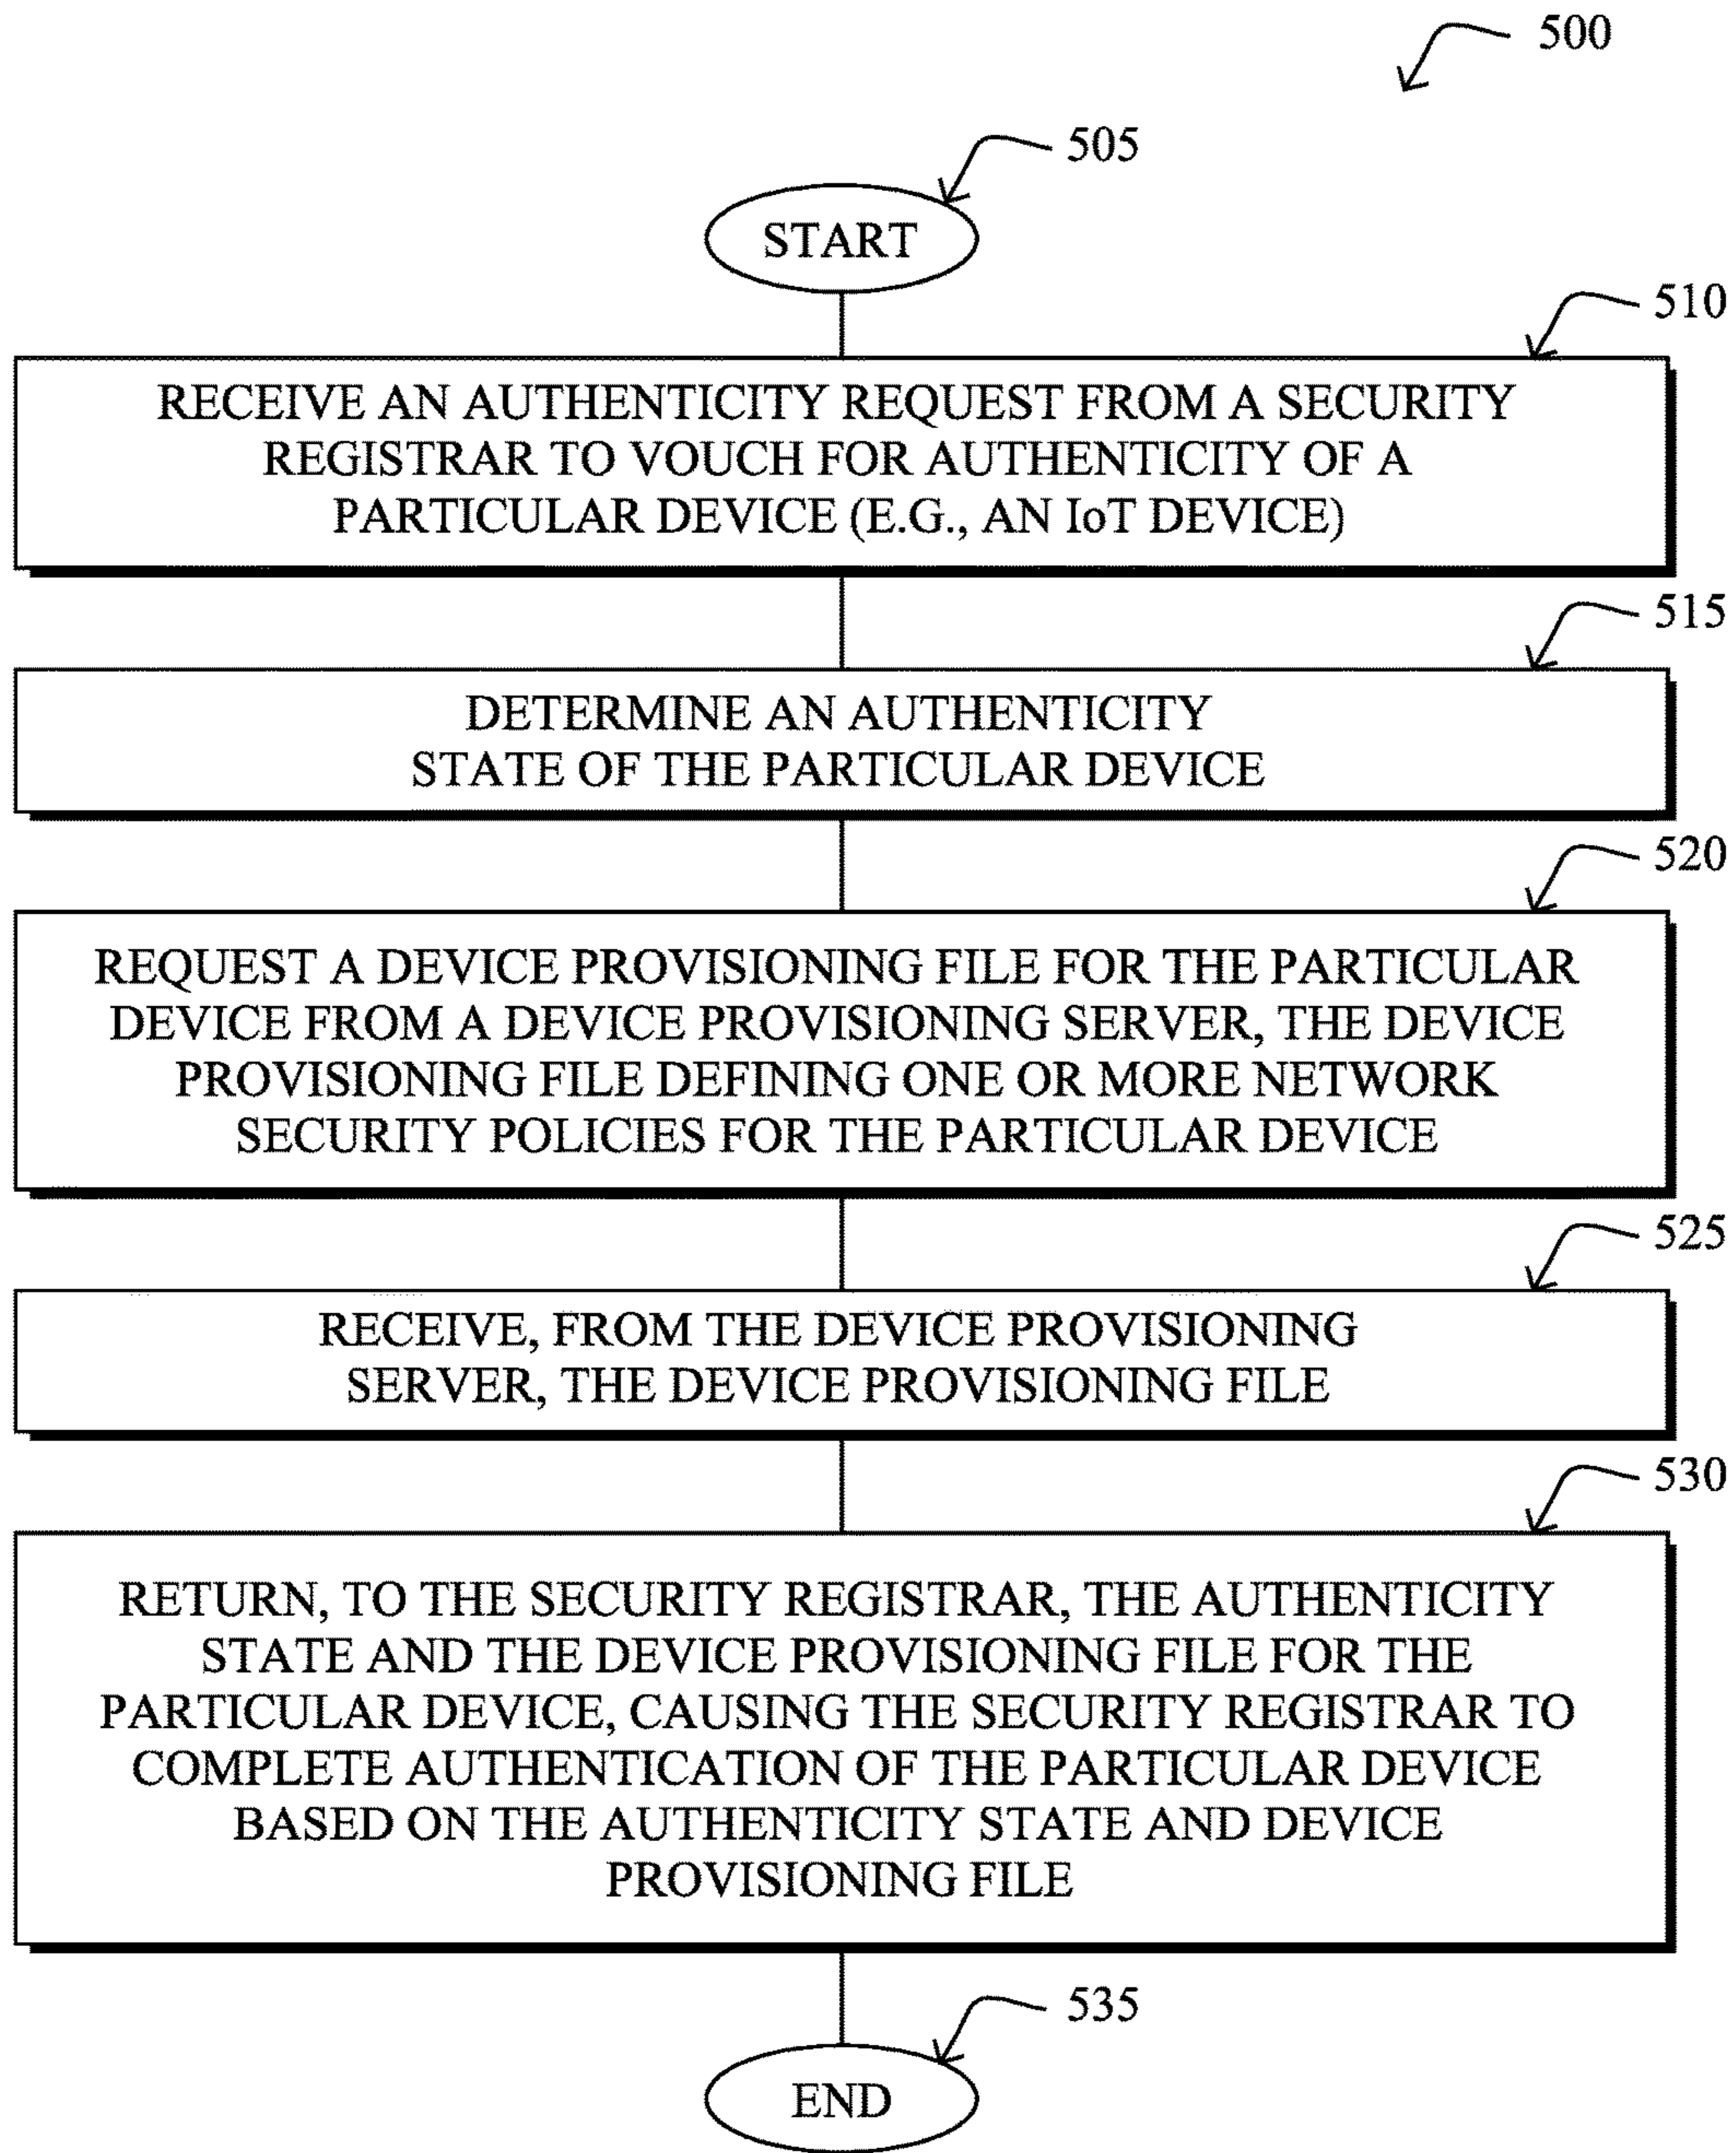 500
505
START
510
RECEIVE AN AUTHENTICITY REQUEST FROM A SECURITY
REGISTRAR TO VOUCH FOR AUTHENTICITY OF A
PARTICULAR DEVICE (E.G., AN IoT DEVICE)
515
DETERMINE AN AUTHENTICITY
STATE OF THE PARTICULAR DEVICE
520
REQUEST A DEVICE PROVISIONING FILE FOR THE PARTICULAR
DEVICE FROM A DEVICE PROVISIONING SERVER, THE DEVICE
PROVISIONING FILE DEFINING ONE OR MORE NETWORK
SECURITY POLICIES FOR THE PARTICULAR DEVICE
525
RECEIVE, FROM THE DEVICE PROVISIONING
SERVER, THE DEVICE PROVISIONING FILE
530
RETURN, TO THE SECURITY REGISTRAR, THE AUTHENTICITY
STATE AND THE DEVICE PROVISIONING FILE FOR THE
PARTICULAR DEVICE, CAUSING THE SECURITY REGISTRAR TO
COMPLETE AUTHENTICATION OF THE PARTICULAR DEVICE
BASED ON THE AUTHENTICITY STATE AND DEVICE
PROVISIONING FILE
535
END